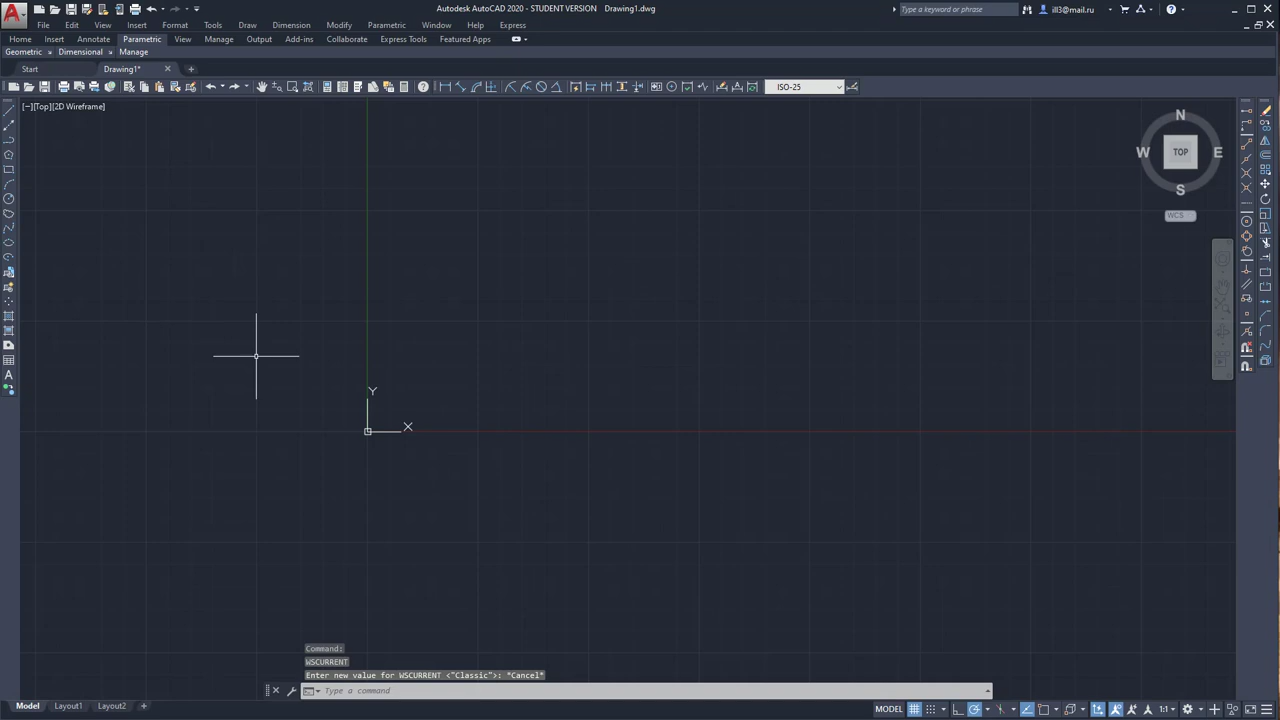 Autodesk AutoCAD 2020 - STUDENT VERSION Drawing1.dwg
Type a keyword or phrase
ill3@mail.ru
File Edit View Insert Format Tools Draw Dimension Modify Parametric Window Help Express
Home Insert Annotate Parametric View Manage Output Add-ins Collaborate Express Tools Featured Apps
Geometric Dimensional Manage
Start Drawing1*
ISO-25
[−][Top][2D Wireframe]
N
W TOP E
S
WCS
Y
X
Command:
WSCURRENT
Enter new value for WSCURRENT <"Classic">: *Cancel*
Type a command
Model Layout1 Layout2
MODEL 1:1